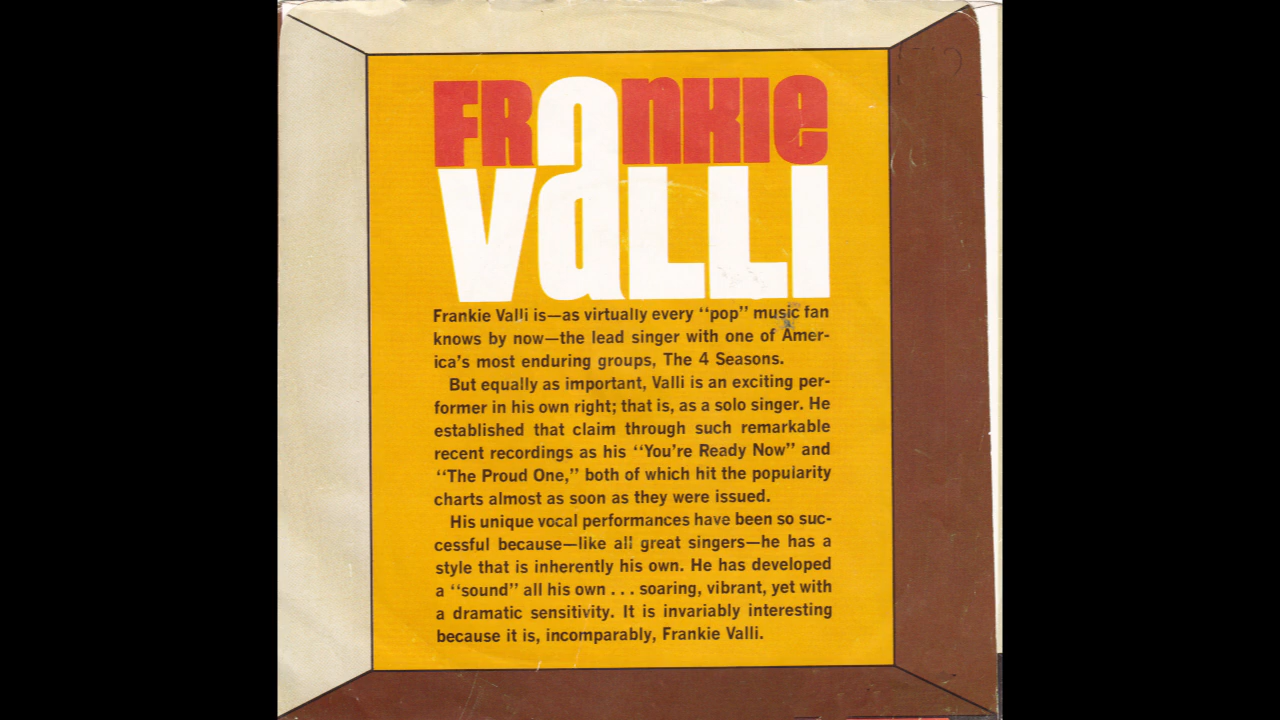 FRaNKIe
VaLLI
Frankie Valli is—as virtually every “pop” music fan
knows by now—the lead singer with one of Amer-
ica's most enduring groups, The 4 Seasons.
But equally as important, Valli is an exciting per-
former in his own right; that is, as a solo singer. He
established that claim through such remarkable
recent recordings as his “You're Ready Now” and
“The Proud One,” both of which hit the popularity
charts almost as soon as they were issued.
His unique vocal performances have been so suc-
cessful because—like all great singers—he has a
style that is inherently his own. He has developed
a “sound” all his own . . . soaring, vibrant, yet with
a dramatic sensitivity. It is invariably interesting
because it is, incomparably, Frankie Valli.